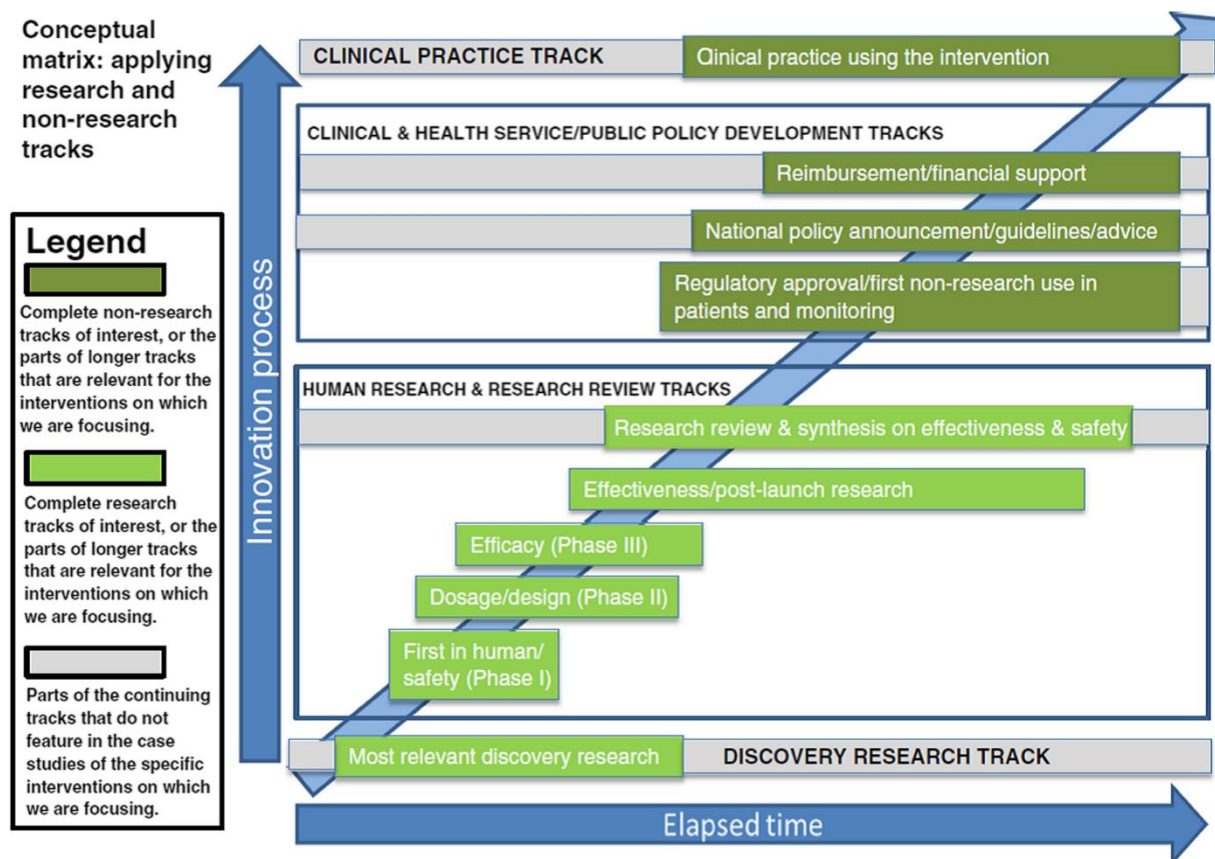 Conceptual
matrix: applying
research and
non-research
tracks
Legend
Complete non-research
tracks of interest, or the
parts of longer tracks
that are relevant for the
interventions on which
we are focusing.
Complete research
tracks of interest, or the
parts of longer tracks
that are relevant for the
interventions on which
we are focusing.
Parts of the continuing
tracks that do not
feature in the case
studies of the specific
interventions on which
we are focusing.
Innovation process
CLINICAL PRACTICE TRACK
Clinical practice using the intervention
CLINICAL & HEALTH SERVICE/PUBLIC POLICY DEVELOPMENT TRACKS
Reimbursement/financial support
National policy announcement/guidelines/advice
Regulatory approval/first non-research use in
patients and monitoring
HUMAN RESEARCH & RESEARCH REVIEW TRACKS
Research review & synthesis on effectiveness & safety
Effectiveness/post-launch research
Efficacy (Phase III)
Dosage/design (Phase II)
First in human/
safety (Phase I)
Most relevant discovery research
DISCOVERY RESEARCH TRACK
Elapsed time